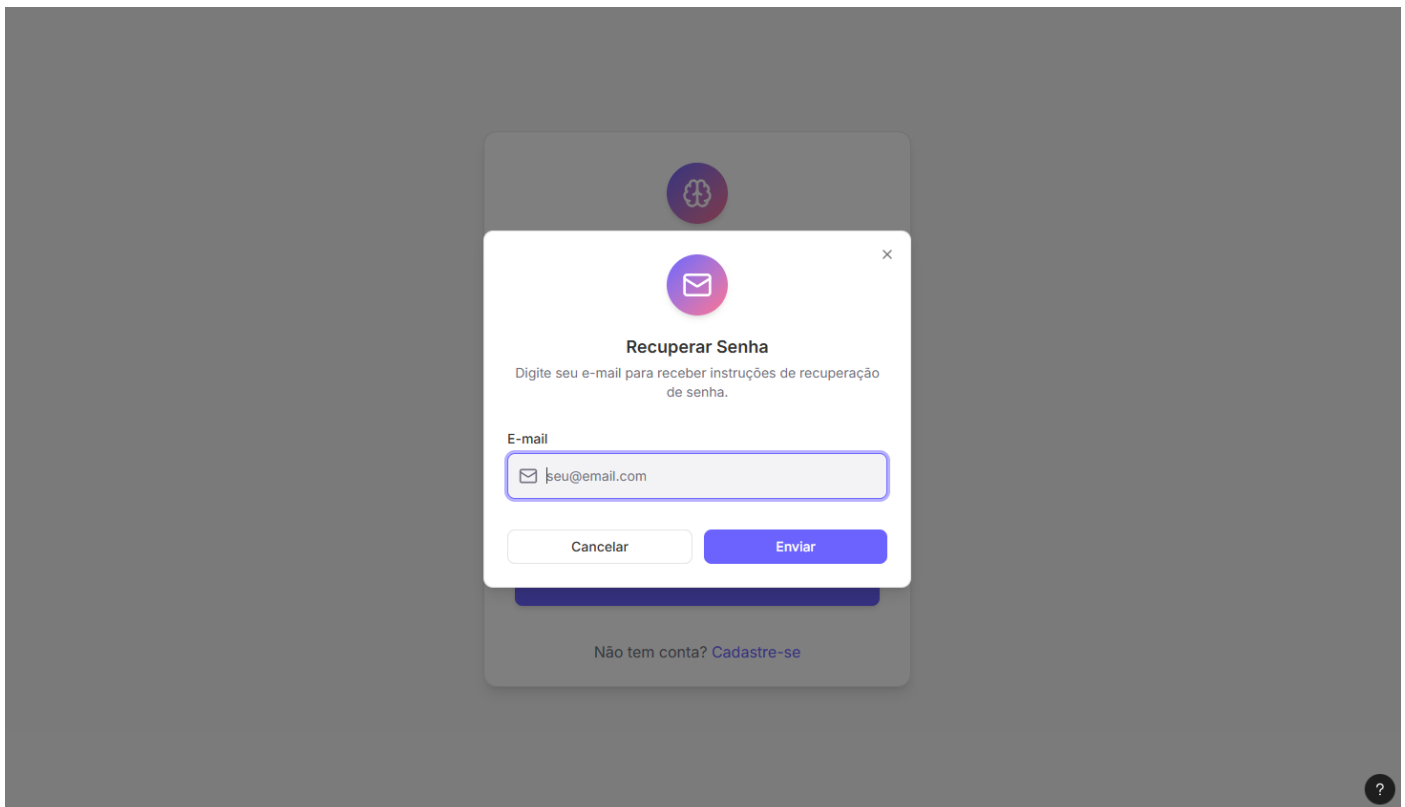 Recuperar Senha
Digite seu e-mail para receber instruções de recuperação
de senha.
E-mail
seu@email.com
Cancelar
Enviar
Não tem conta? Cadastre-se
?